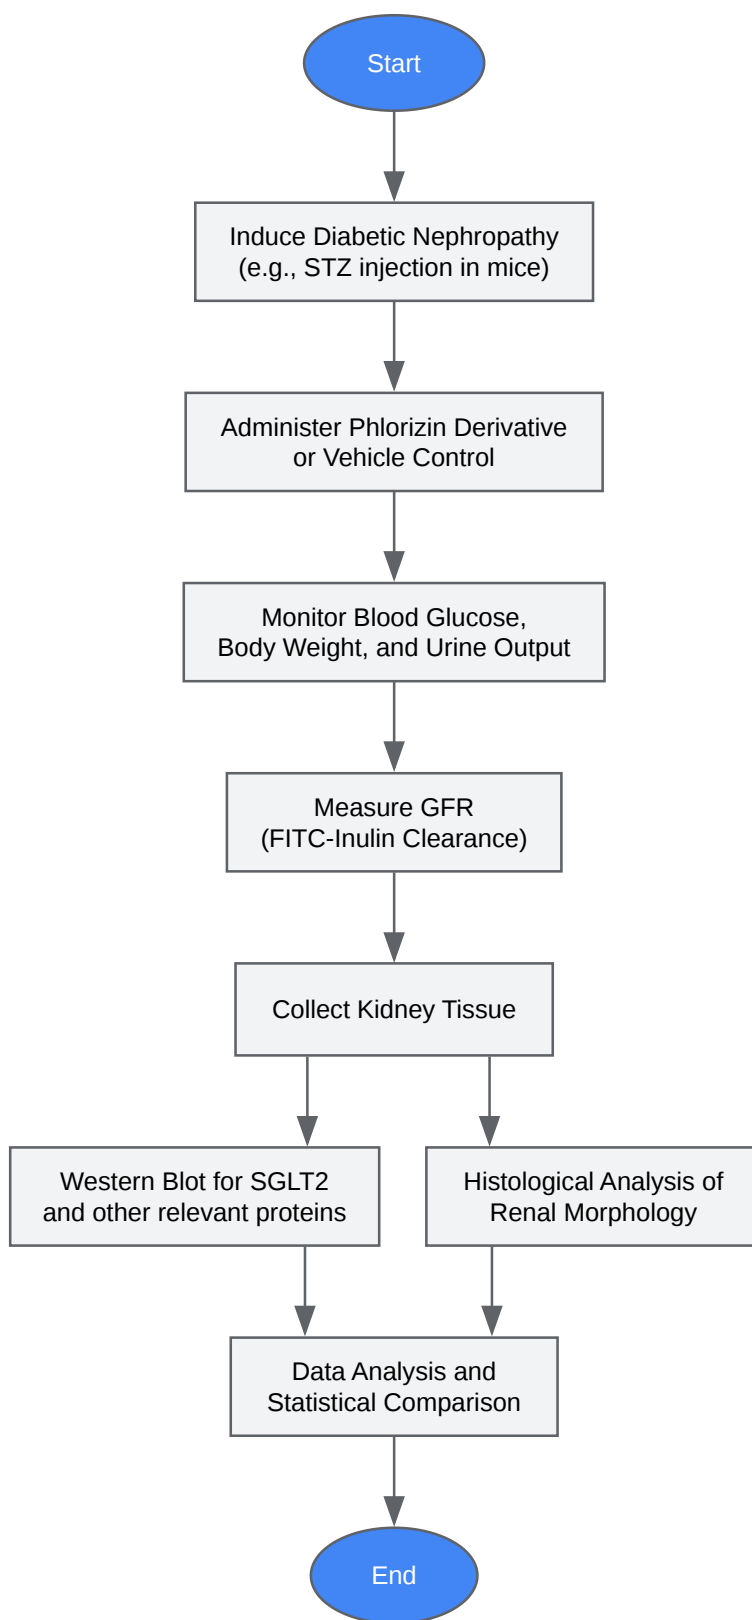 Start
Induce Diabetic Nephropathy
(e.g., STZ injection in mice)
Administer Phlorizin Derivative
or Vehicle Control
Monitor Blood Glucose,
Body Weight, and Urine Output
Measure GFR
(FITC-Inulin Clearance)
Collect Kidney Tissue
Western Blot for SGLT2
and other relevant proteins
Histological Analysis of
Renal Morphology
Data Analysis and
Statistical Comparison
End